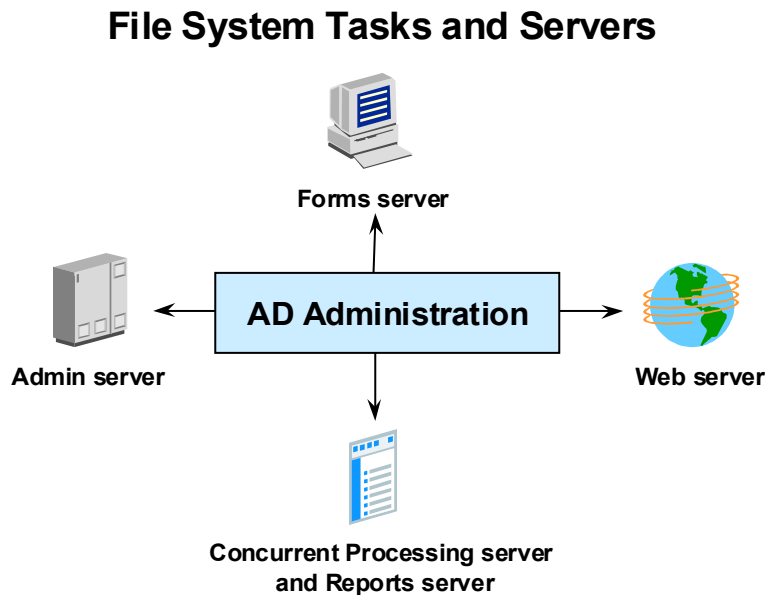 File System Tasks and Servers
Forms server
AD Administration
Admin server
Web server
Concurrent Processing server
and Reports server